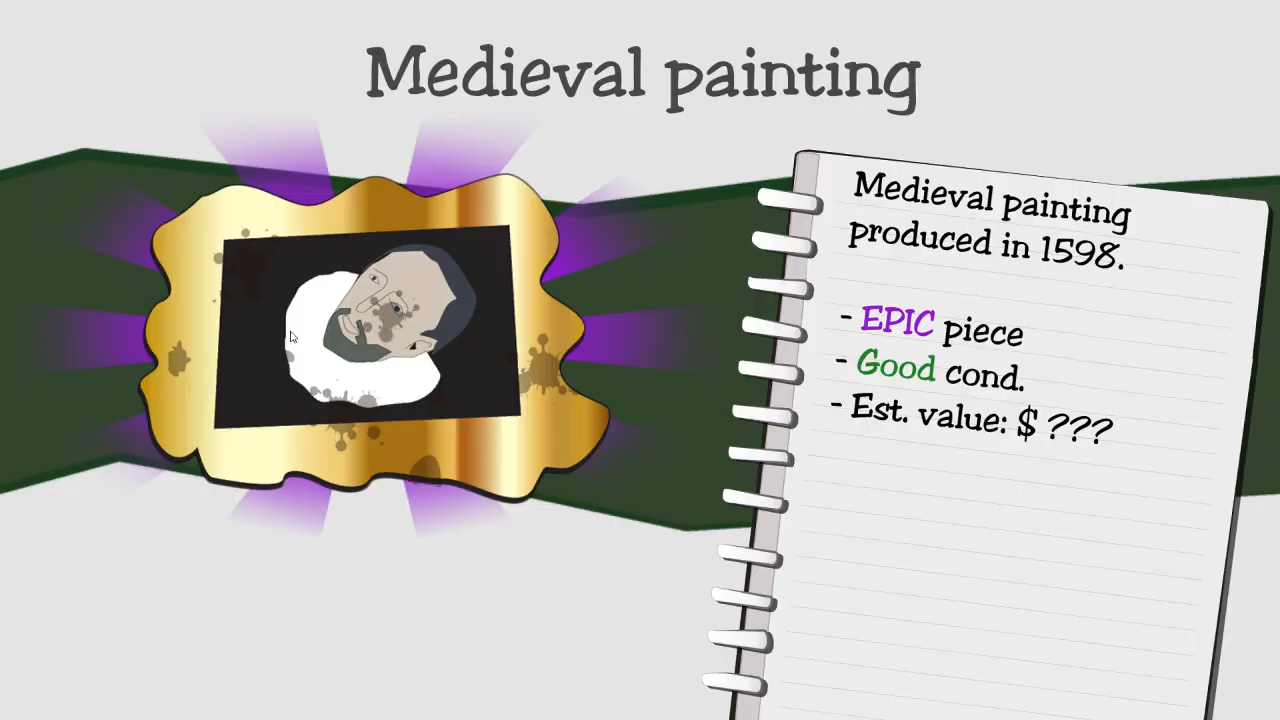 Medieval painting
Medieval painting
produced in 1598.
- EPIC piece
- Good cond.
- Est. value: $ ???